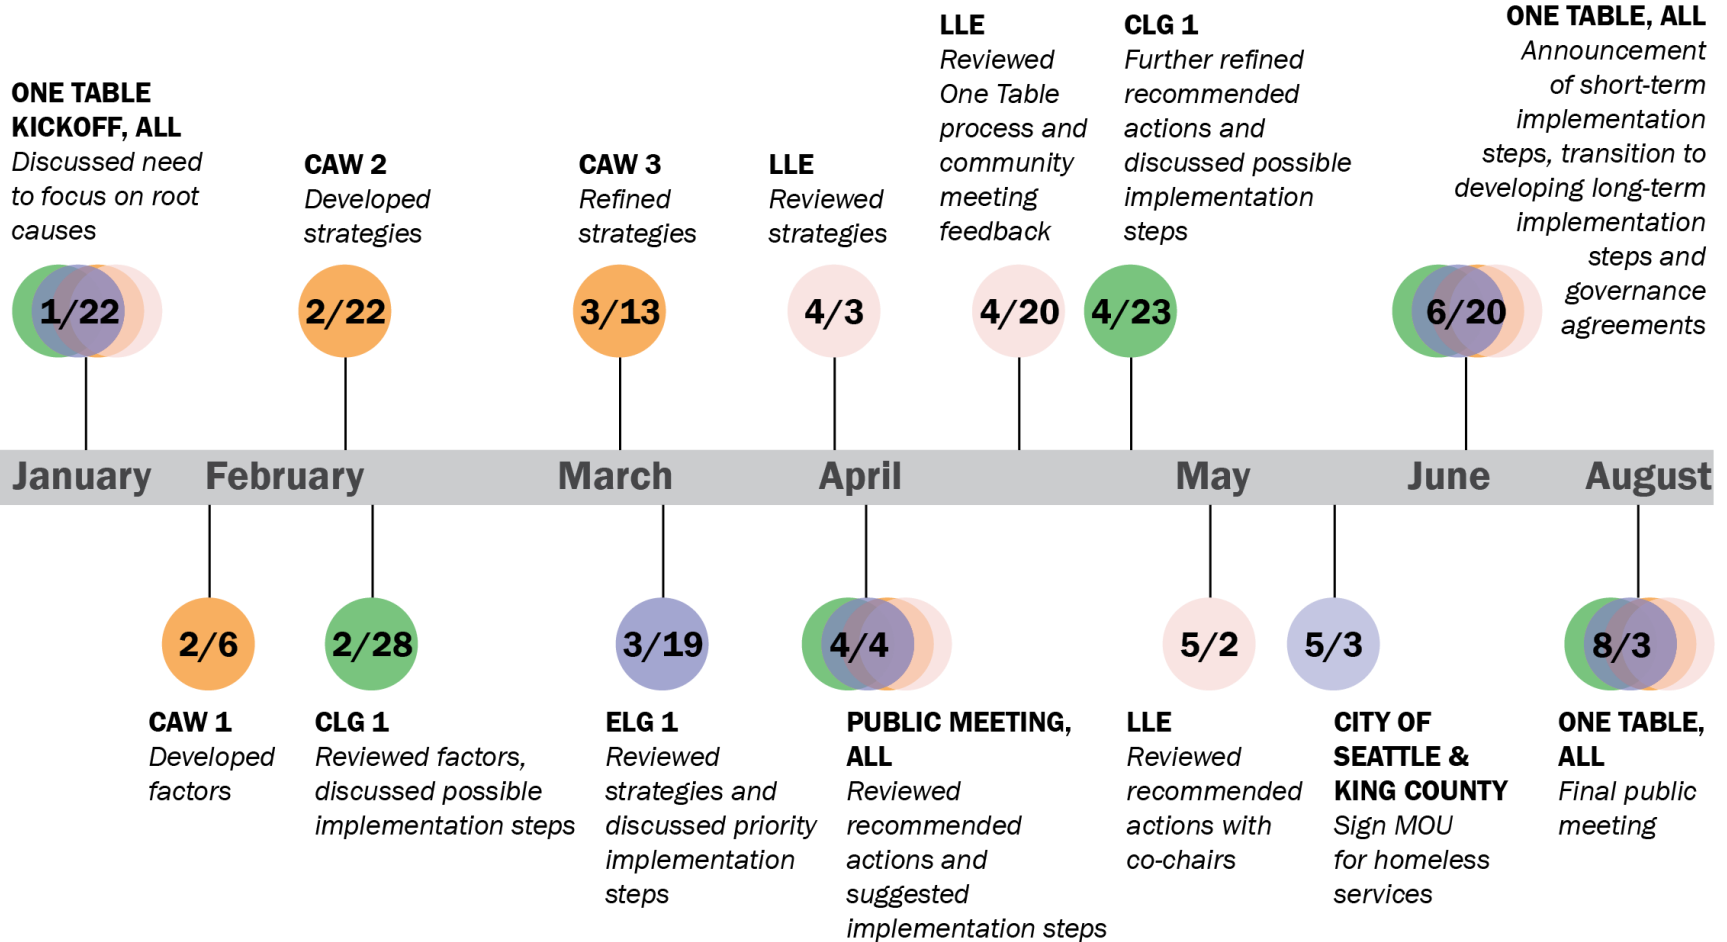 ONE TABLE
KICKOFF, ALL
Discussed need
to focus on root
causes
1/22
CAW 2
Developed
strategies
2/22
CAW 3
Refined
strategies
3/13
LLE
Reviewed
strategies
4/3
LLE
Reviewed
One Table
process and
community
meeting
feedback
4/20
CLG 1
Further refined
recommended
actions and
discussed possible
implementation
steps
4/23
ONE TABLE, ALL
Announcement
of short-term
implementation
steps, transition to
developing long-term
implementation
steps and
governance
agreements
6/20
January February March April May June August
2/6
CAW 1
Developed
factors
2/28
CLG 1
Reviewed factors,
discussed possible
implementation steps
3/19
ELG 1
Reviewed
strategies and
discussed priority
implementation
steps
4/4
PUBLIC MEETING,
ALL
Reviewed
recommended
actions and
suggested
implementation steps
5/2
LLE
Reviewed
recommended
actions with
co-chairs
5/3
CITY OF
SEATTLE &
KING COUNTY
Sign MOU
for homeless
services
8/3
ONE TABLE,
ALL
Final public
meeting